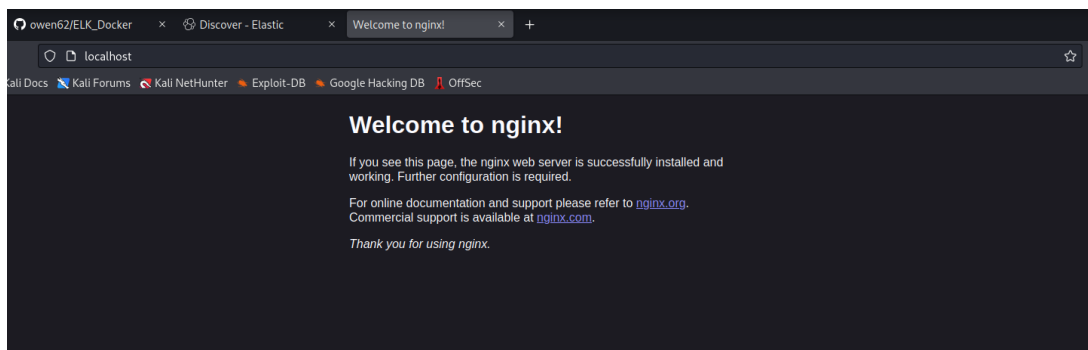 owen62/ELK_Docker × Discover - Elastic × Welcome to nginx! × +
localhost
Kali Docs Kali Forums Kali NetHunter Exploit-DB Google Hacking DB OffSec
Welcome to nginx!
If you see this page, the nginx web server is successfully installed and
working. Further configuration is required.
For online documentation and support please refer to nginx.org.
Commercial support is available at nginx.com.
Thank you for using nginx.